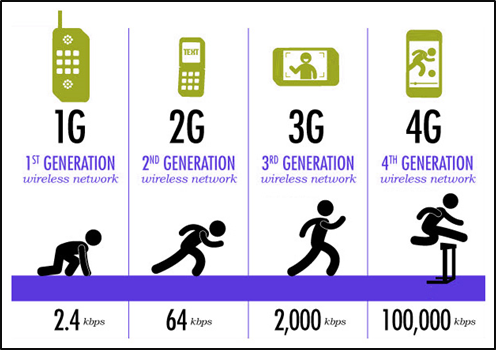 TEXT
1G
1ST GENERATION
wireless network
2.4 kbps
2G
2ND GENERATION
wireless network
64 kbps
3G
3RD GENERATION
wireless network
2,000 kbps
4G
4TH GENERATION
wireless network
100,000 kbps